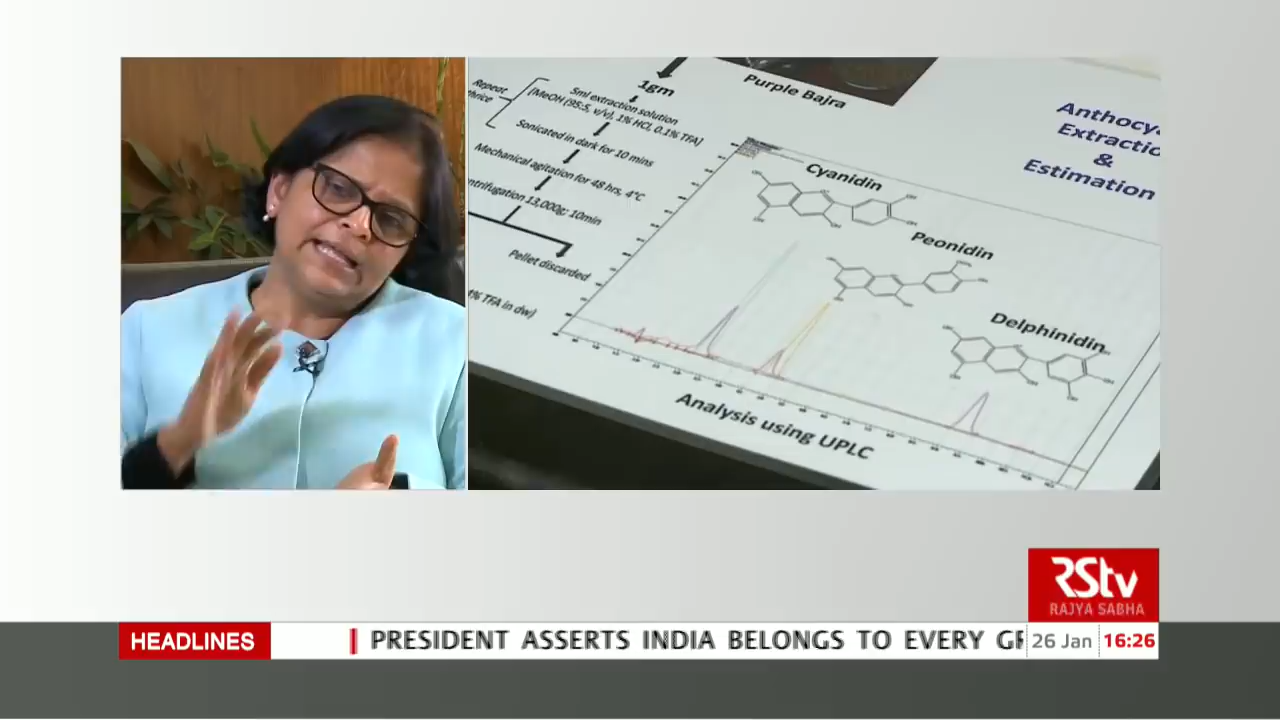 1gm
Purple Bajra
Repeat
thrice
5ml extraction solution
(MeOH (95:5, v/v), 1% HCl, 0.1% TFA)
Sonicated in dark for 10 mins
Mechanical agitation for 48 hrs, 4°C
ntrifugation 13,000g; 10min
Pellet discarded
% TFA in dw)
Anthocy
Extractio
&
Estimation
Cyanidin
Peonidin
Delphinidin
Analysis using UPLC
RStv
RAJYA SABHA
HEADLINES
PRESIDENT ASSERTS INDIA BELONGS TO EVERY
26 Jan 16:26